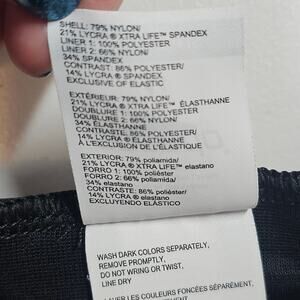 SHELL: 79% NYLON/
21% LYCRA ® XTRA LIFE™ SPANDEX
LINER 1: 100% POLYESTER
LINER 2: 66% NYLON/
34% SPANDEX
CONTRAST: 86% POLYESTER/
14% LYCRA ® SPANDEX
EXCLUSIVE OF ELASTIC
EXTÉRIEUR: 79% NYLON/
21% LYCRA ® XTRA LIFE™ ÉLASTHANNE
DOUBLURE 1: 100% POLYESTER
DOUBLURE 2: 66% NYLON/
34% ÉLASTHANNE
CONTRASTE: 86% POLYESTER/
14% LYCRA ® ÉLASTHANNE
À L'EXCLUSION DE L'ÉLASTIQUE
EXTERIOR: 79% poliamida/
21% LYCRA ® XTRA LIFE™ elastano
FORRO 1: 100% poliéster
FORRO 2: 66% poliamida/
34% elastano
CONTRASTE: 86% poliéster/
14% LYCRA ® elastano
EXCLUYENDO ELÁSTICO
WASH DARK COLORS SEPARATELY,
REMOVE PROMPTLY,
DO NOT WRING OR TWIST,
LINE DRY
LAVER LES COULEURS FONCÉES SÉPARÉMENT,